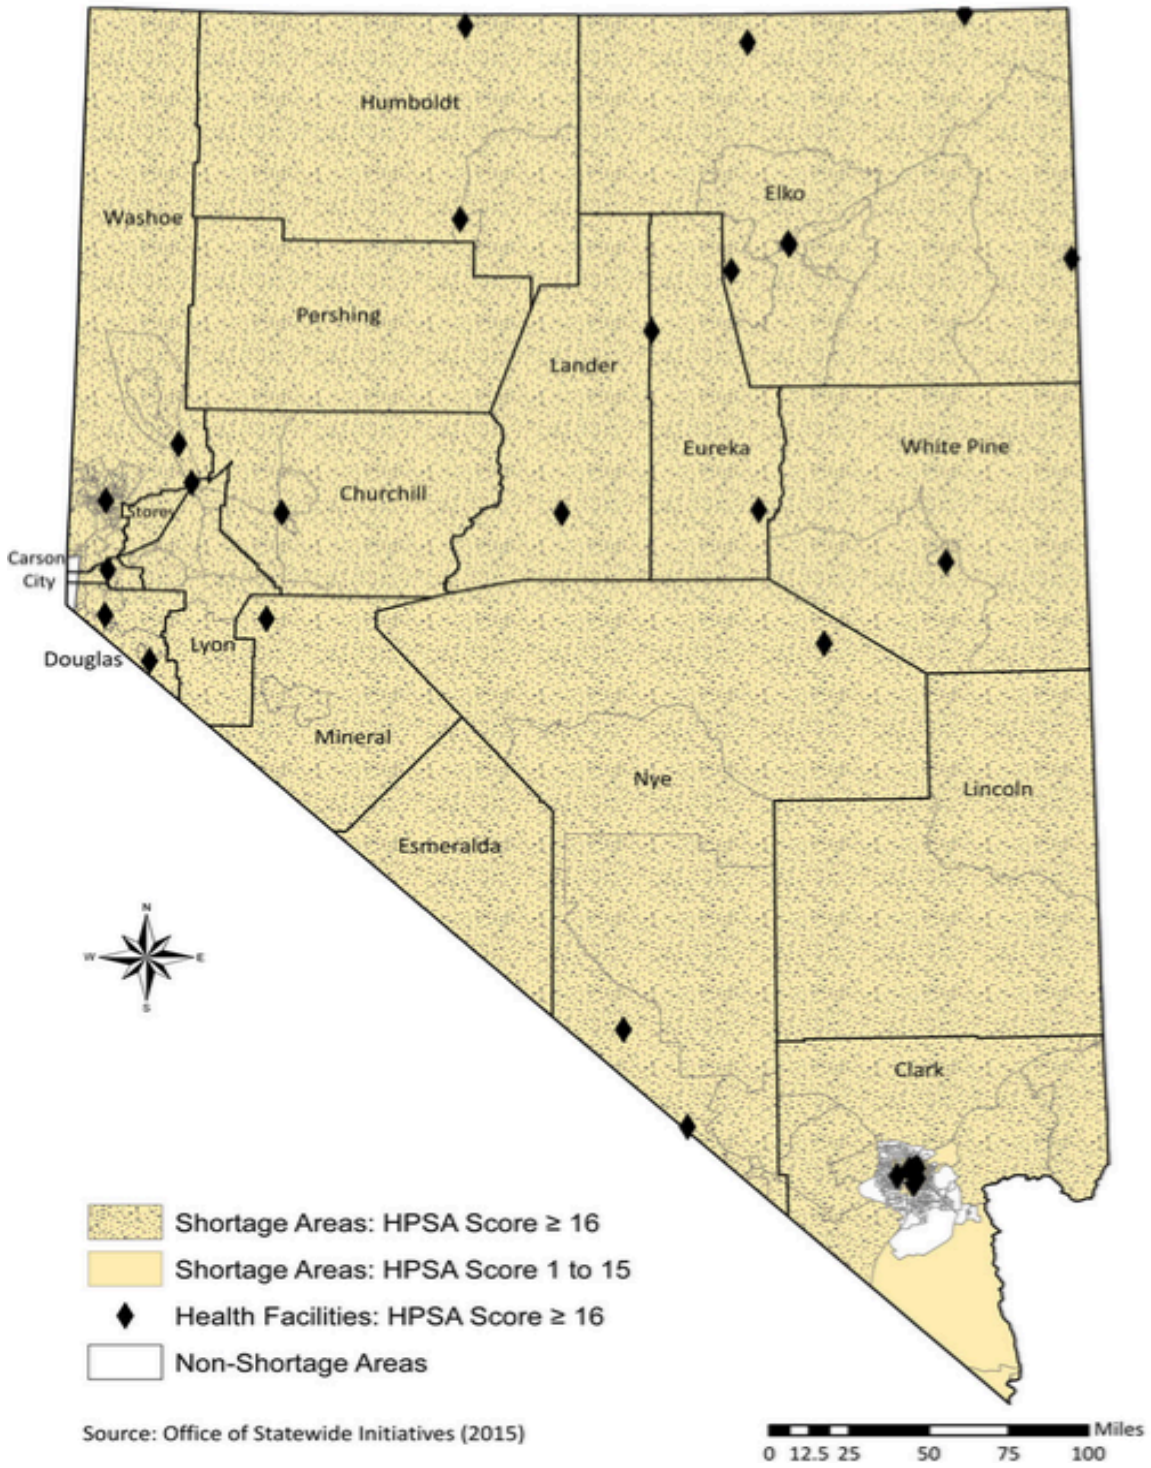 Humboldt
Elko
Washoe
Pershing
Lander
Eureka
White Pine
Churchill
Storey
Carson
City
Lyon
Douglas
Mineral
Nye
Lincoln
Esmeralda
N
W E
S
Clark
Shortage Areas: HPSA Score ≥ 16
Shortage Areas: HPSA Score 1 to 15
Health Facilities: HPSA Score ≥ 16
Non-Shortage Areas
Source: Office of Statewide Initiatives (2015)
Miles
0 12.5 25 50 75 100